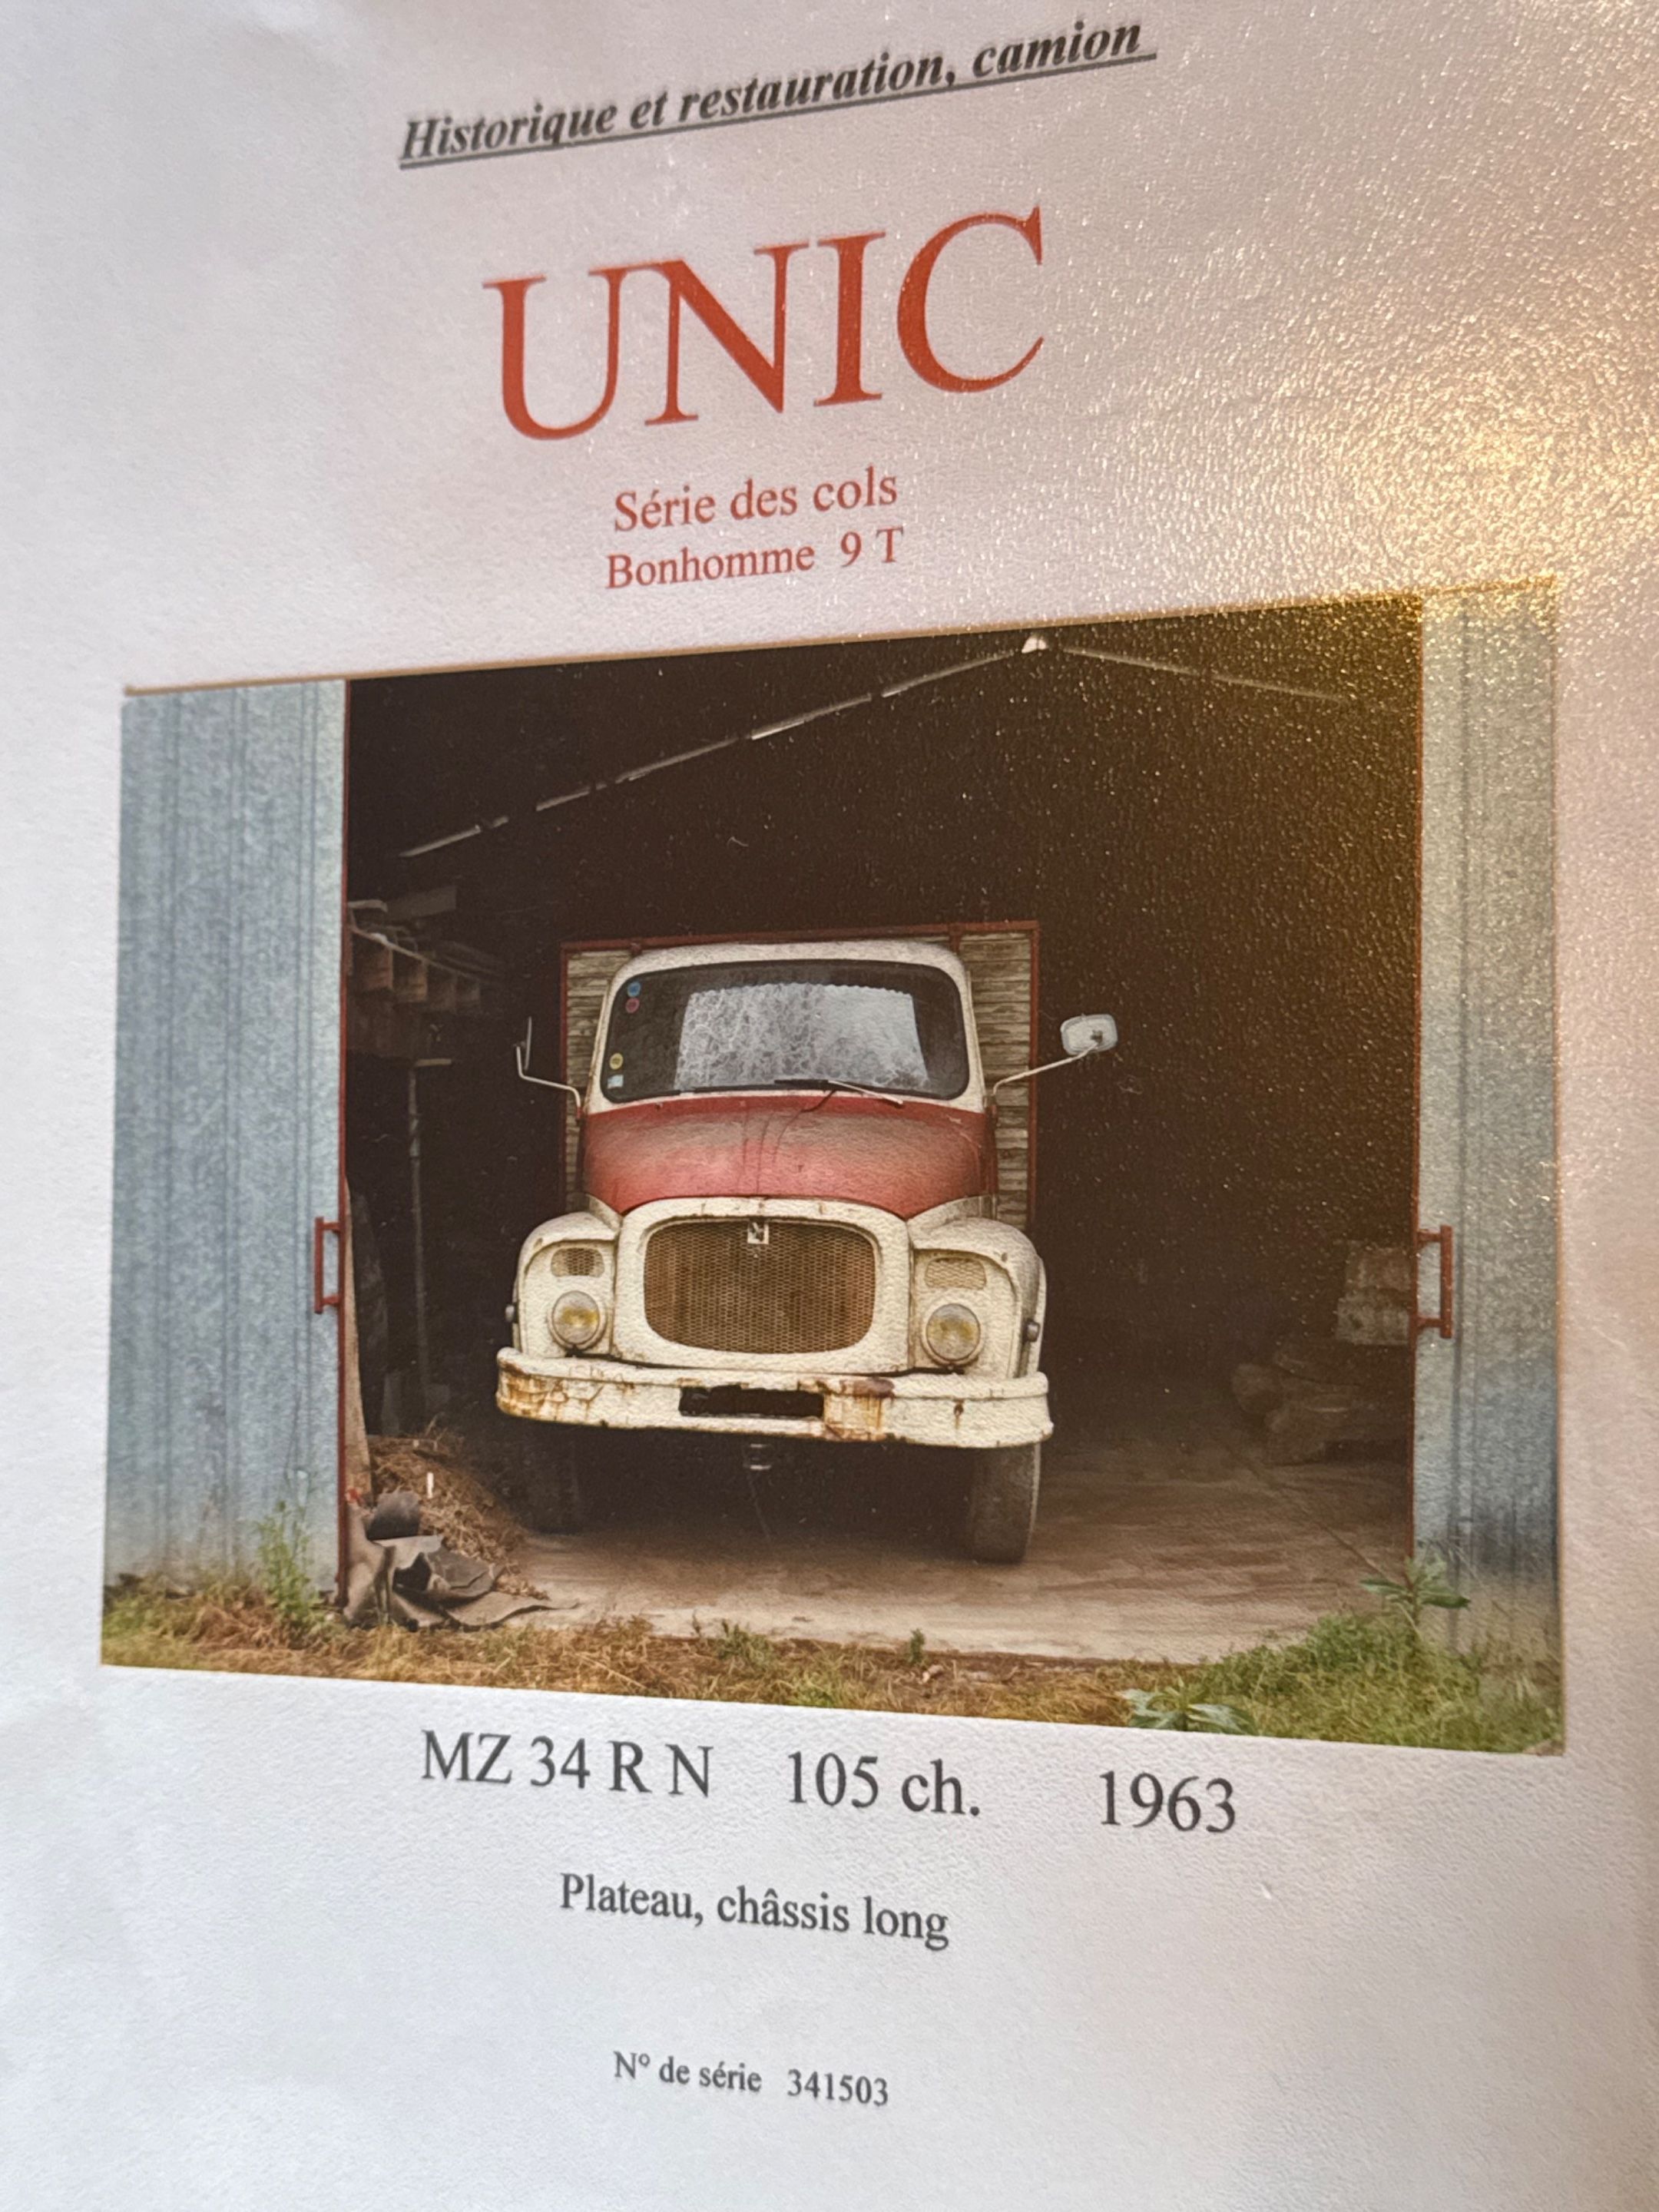 Historique et restauration, camion
UNIC
Série des cols
Bonhomme 9 T
MZ 34 R N 105 ch. 1963
Plateau, châssis long
N° de série 341503